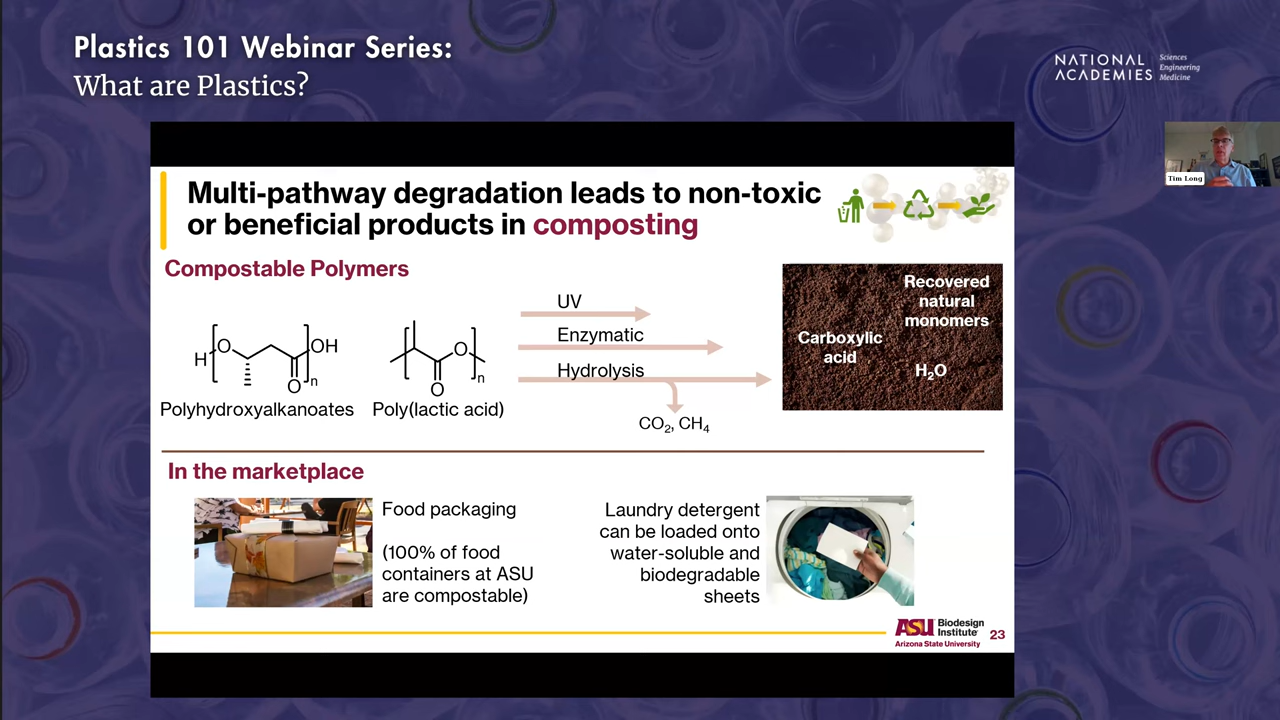 Plastics 101 Webinar Series:
What are Plastics?
NATIONAL
ACADEMIES
Sciences
Engineering
Medicine
Tim Long
Multi-pathway degradation leads to non-toxic
or beneficial products in composting
Compostable Polymers
H
O
O
OH
n
Polyhydroxyalkanoates
O
O
n
Poly(lactic acid)
UV
Enzymatic
Hydrolysis
CO₂, CH₄
Recovered
natural
monomers
Carboxylic
acid
H₂O
In the marketplace
Food packaging
(100% of food
containers at ASU
are compostable)
Laundry detergent
can be loaded onto
water-soluble and
biodegradable
sheets
ASU Biodesign
Institute
Arizona State University
23